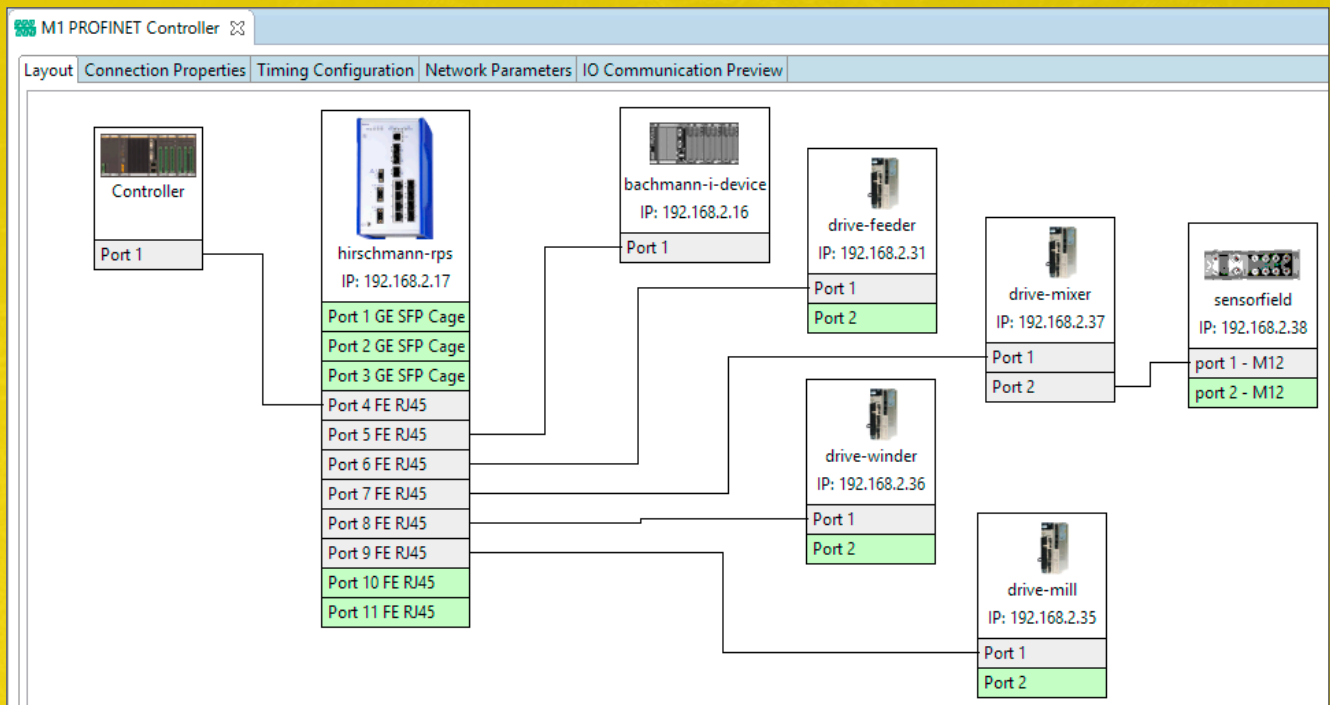 M1 PROFINET Controller
Layout
Connection Properties
Timing Configuration
Network Parameters
IO Communication Preview
Controller
Port 1
hirschmann-rps
IP: 192.168.2.17
Port 1 GE SFP Cage
Port 2 GE SFP Cage
Port 3 GE SFP Cage
Port 4 FE RJ45
Port 5 FE RJ45
Port 6 FE RJ45
Port 7 FE RJ45
Port 8 FE RJ45
Port 9 FE RJ45
Port 10 FE RJ45
Port 11 FE RJ45
bachmann-i-device
IP: 192.168.2.16
Port 1
drive-feeder
IP: 192.168.2.31
Port 1
Port 2
drive-mixer
IP: 192.168.2.37
Port 1
Port 2
sensorfield
IP: 192.168.2.38
port 1 - M12
port 2 - M12
drive-winder
IP: 192.168.2.36
Port 1
Port 2
drive-mill
IP: 192.168.2.35
Port 1
Port 2